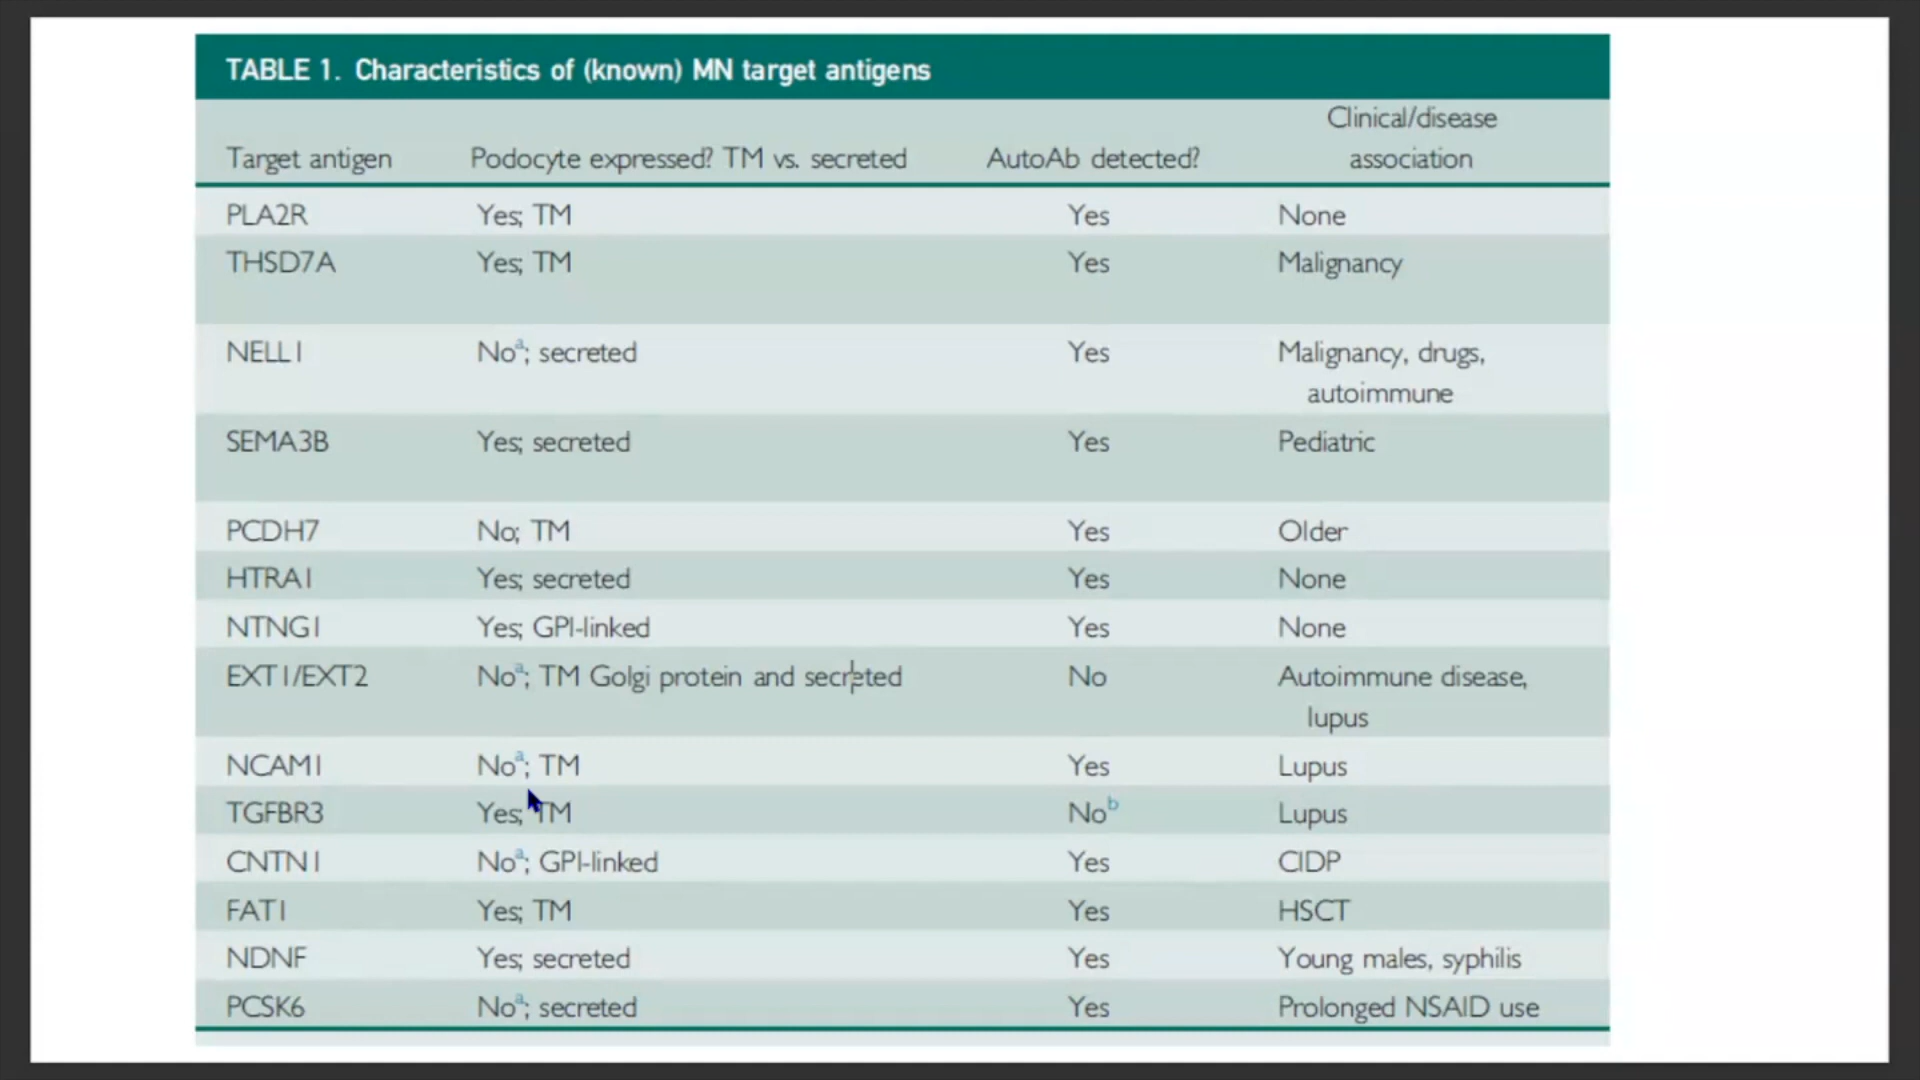 TABLE 1. Characteristics of (known) MN target antigens
Target antigen Podocyte expressed? TM vs. secreted AutoAb detected? Clinical/disease association
PLA2R Yes; TM Yes None
THSD7A Yes; TM Yes Malignancy
NELL1 Noᵃ; secreted Yes Malignancy, drugs,
autoimmune
SEMA3B Yes; secreted Yes Pediatric
PCDH7 No; TM Yes Older
HTRA1 Yes; secreted Yes None
NTNG1 Yes; GPI-linked Yes None
EXT1/EXT2 Noᵃ; TM Golgi protein and secreted No Autoimmune disease,
lupus
NCAM1 Noᵃ; TM Yes Lupus
TGFBR3 Yes; TM Noᵇ Lupus
CNTN1 Noᵃ; GPI-linked Yes CIDP
FAT1 Yes; TM Yes HSCT
NDNF Yes; secreted Yes Young males, syphilis
PCSK6 Noᵃ; secreted Yes Prolonged NSAID use